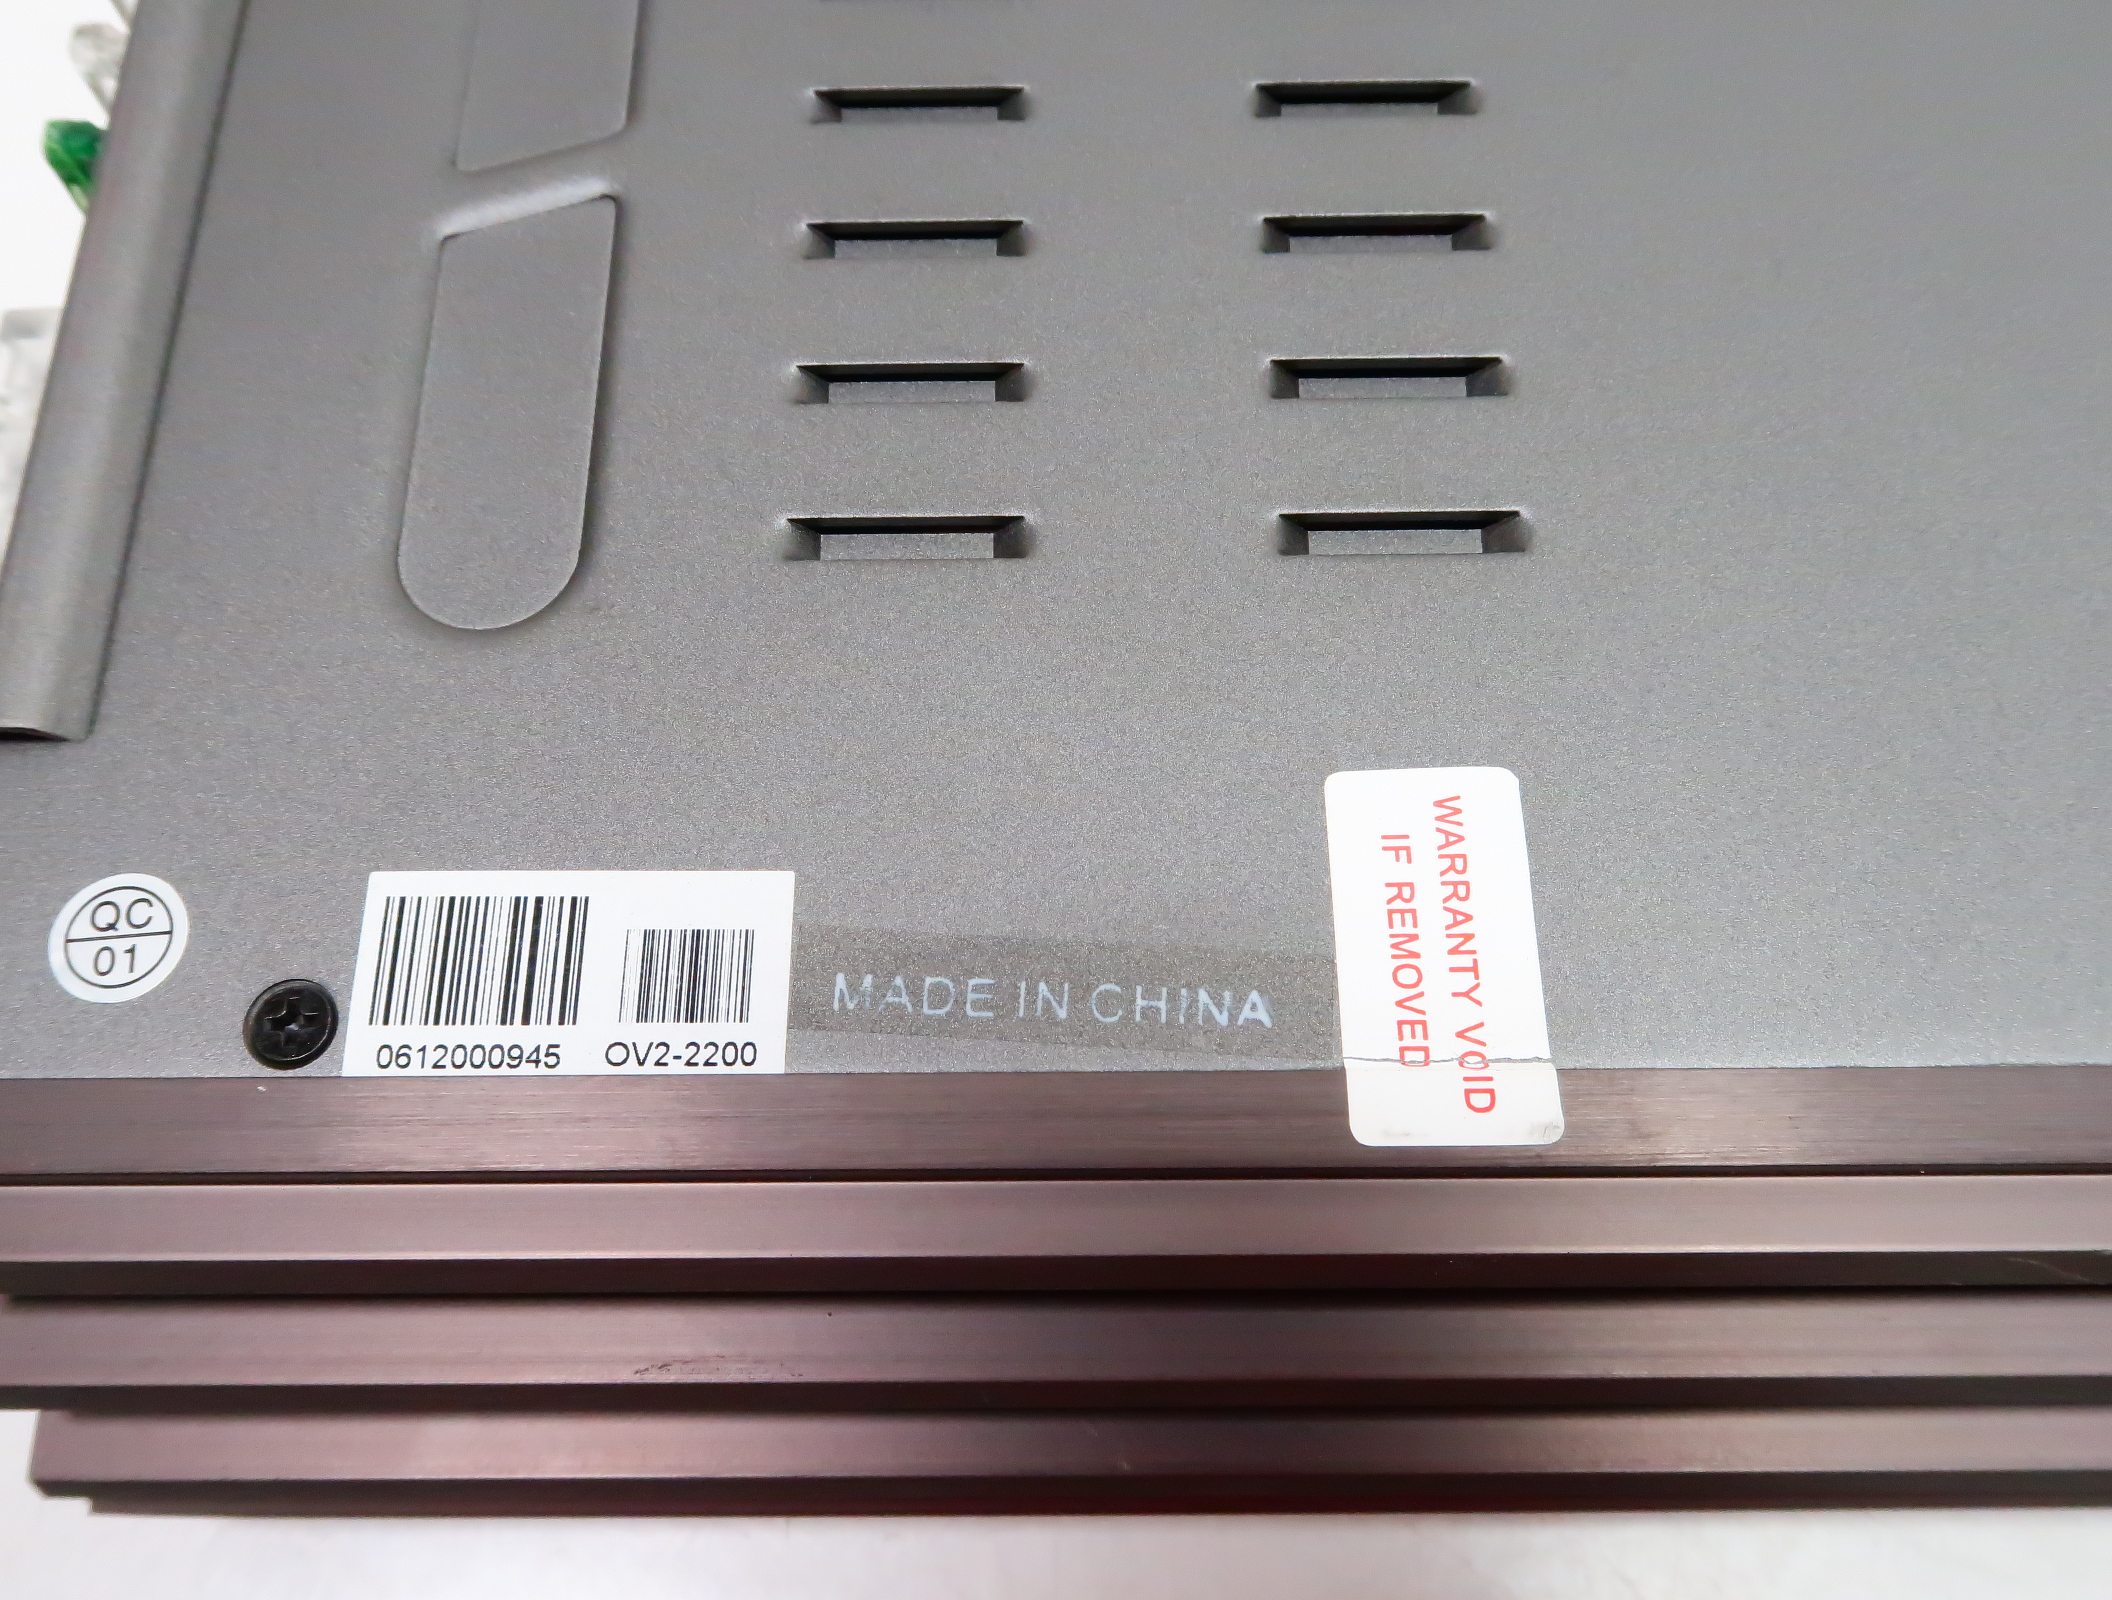 QC
01
0612000945
OV2-2200
MADE IN CHINA
WARRANTY VOID
IF REMOVED